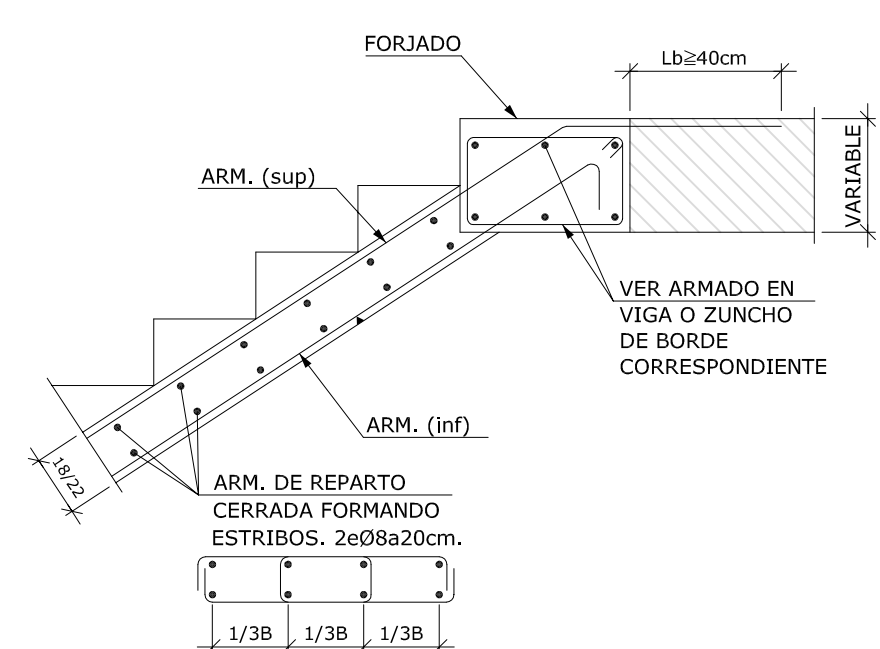 FORJADO
Lb≧40cm
ARM. (sup)
VARIABLE
VER ARMADO EN
VIGA O ZUNCHO
DE BORDE
CORRESPONDIENTE
ARM. (inf)
18/22
ARM. DE REPARTO
CERRADA FORMANDO
ESTRIBOS. 2eØ8a20cm.
1/3B 1/3B 1/3B